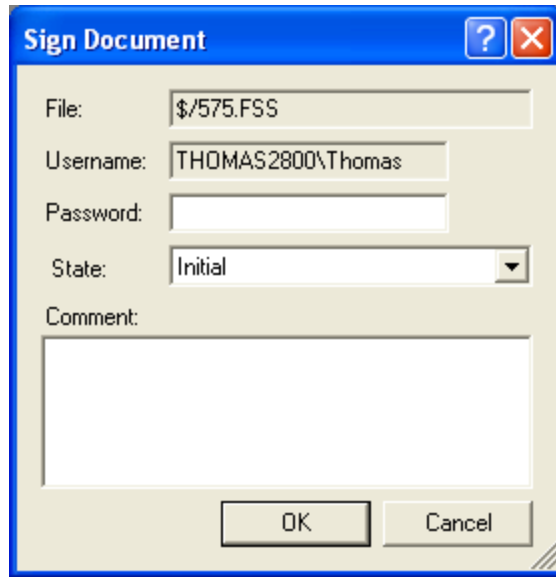 Sign Document
File: $/575.FSS
Username: THOMAS2800\Thomas
Password:
State: Initial
Comment:
OK Cancel